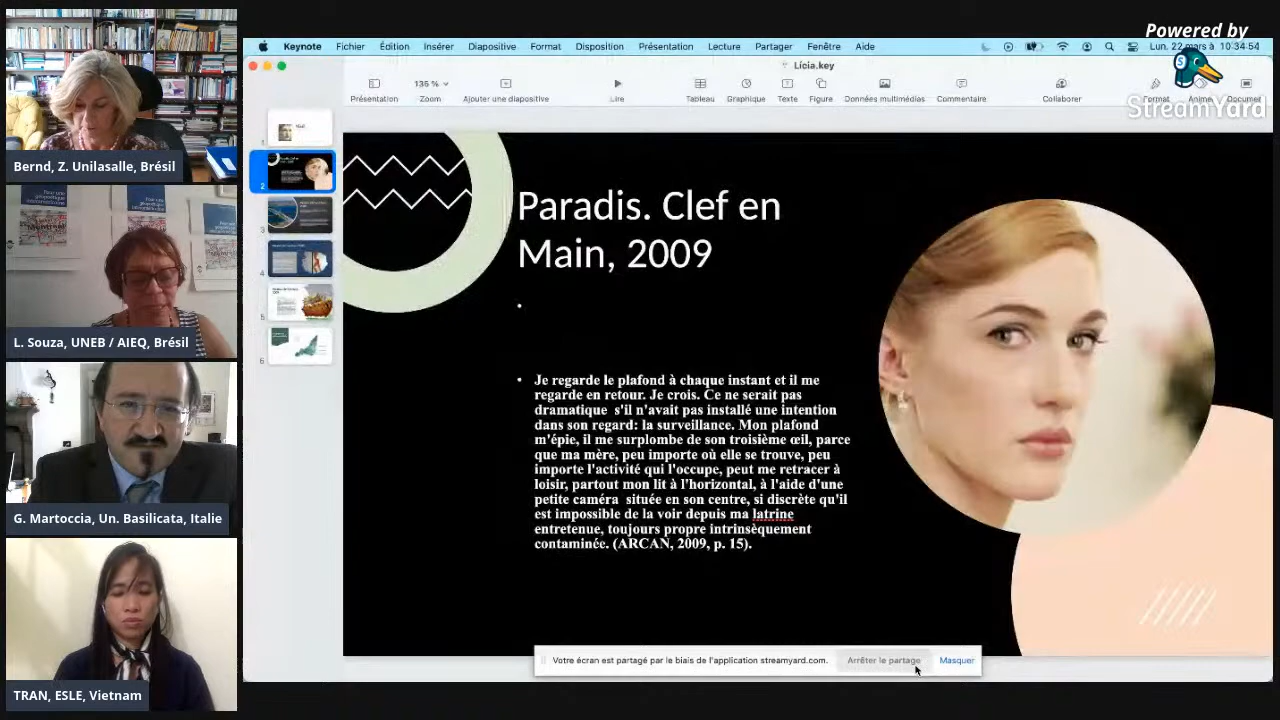 Powered by
StreamYard
Keynote Fichier Édition Insérer Diapositive Format Disposition Présentation Lecture Partager Fenêtre Aide
Lun. 22 mars à 10:34:54
Lícia.key
135 %
Présentation Zoom Ajouter une diapositive Lire Tableau Graphique Texte Figure Données multimédias Commentaire Collaborer Format Document
1
2
3
4
5
6
Paradis. Clef en
Main, 2009
Je regarde le plafond à chaque instant et il me
regarde en retour. Je crois. Ce ne serait pas
dramatique s'il n'avait pas installé une intention
dans son regard: la surveillance. Mon plafond
m'épie, il me surplombe de son troisième œil, parce
que ma mère, peu importe où elle se trouve, peu
importe l'activité qui l'occupe, peut me retracer à
loisir, partout mon lit à l'horizontal, à l'aide d'une
petite caméra située en son centre, si discrète qu'il
est impossible de la voir depuis ma latrine
entretenue, toujours propre intrinsèquement
contaminée. (ARCAN, 2009, p. 15).
Votre écran est partagé par le biais de l'application streamyard.com. Arrêter le partage Masquer
Bernd, Z. Unilasalle, Brésil
L. Souza, UNEB / AIEQ, Brésil
G. Martoccia, Un. Basilicata, Italie
TRAN, ESLE, Vietnam